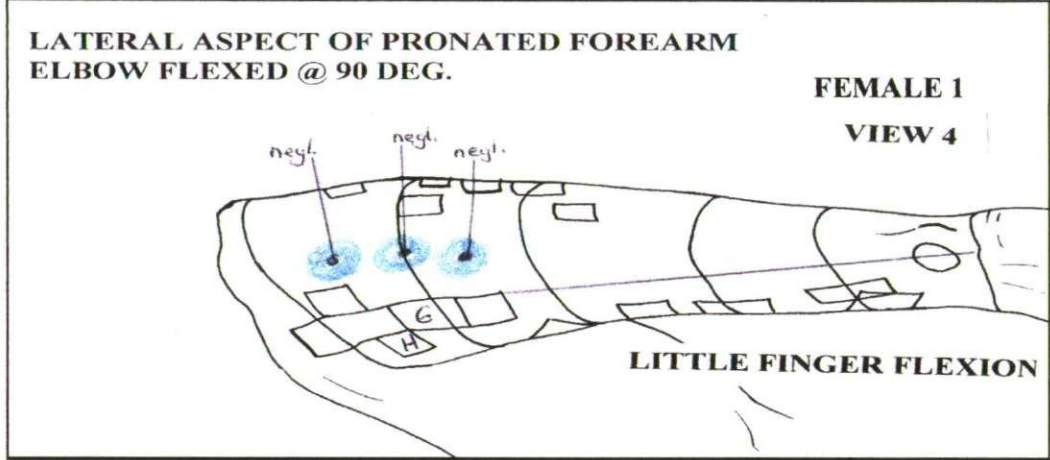 LATERAL ASPECT OF PRONATED FOREARM
ELBOW FLEXED @ 90 DEG.
FEMALE 1
VIEW 4
negl.
negl.
negl.
G
H
LITTLE FINGER FLEXION